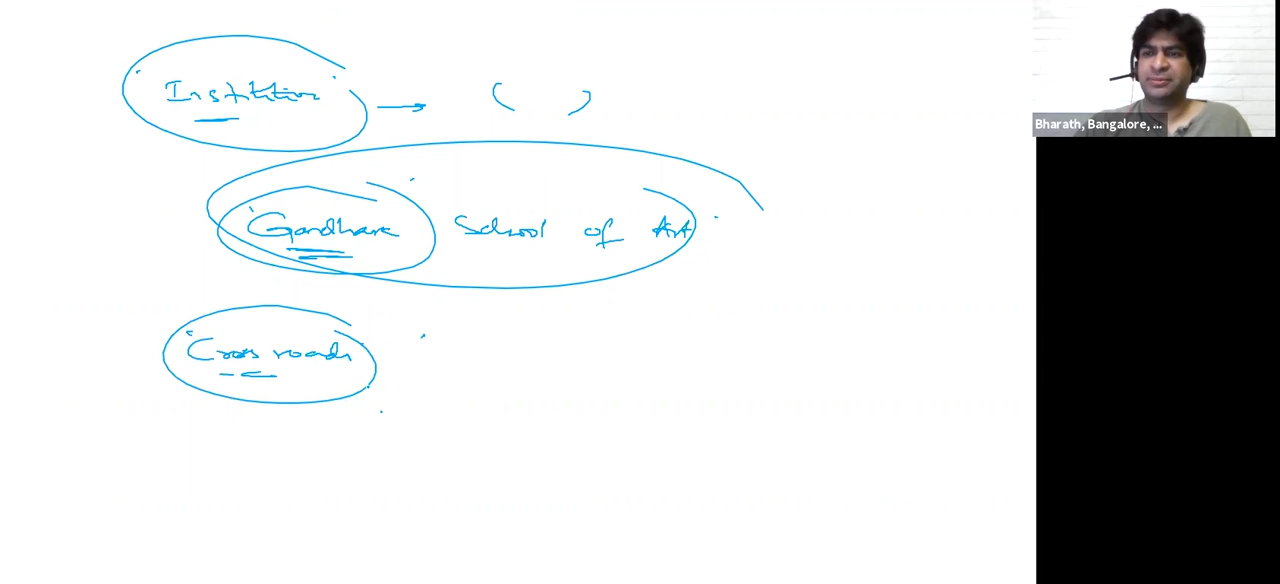 Institution → ( )
Gandhara School of Art
Cross roads
Bharath, Bangalore, ...